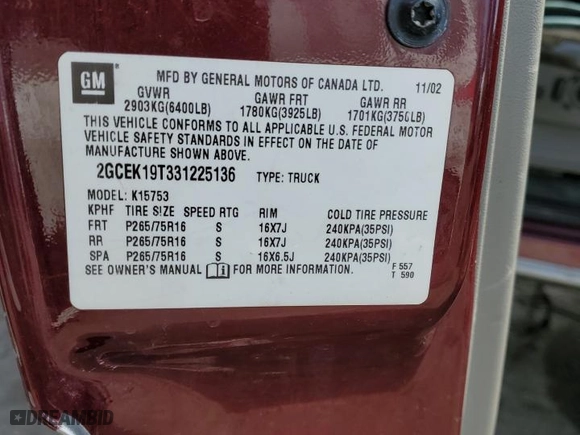 GM
MFD BY GENERAL MOTORS OF CANADA LTD. 11/02
GVWR GAWR FRT GAWR RR
2903KG(6400LB) 1780KG(3925LB) 1701KG(3750LB)
THIS VEHICLE CONFORMS TO ALL APPLICABLE U.S. FEDERAL MOTOR
VEHICLE SAFETY STANDARDS IN EFFECT ON THE DATE OF
MANUFACTURE SHOWN ABOVE.
2GCEK19T331225136 TYPE: TRUCK
MODEL: K15753
KPHF TIRE SIZE SPEED RTG RIM COLD TIRE PRESSURE
FRT P265/75R16 S 16X7J 240KPA(35PSI)
RR P265/75R16 S 16X7J 240KPA(35PSI)
SPA P265/75R16 S 16X6.5J 240KPA(35PSI)
SEE OWNER'S MANUAL FOR MORE INFORMATION F 557
T 590
DREAMBID